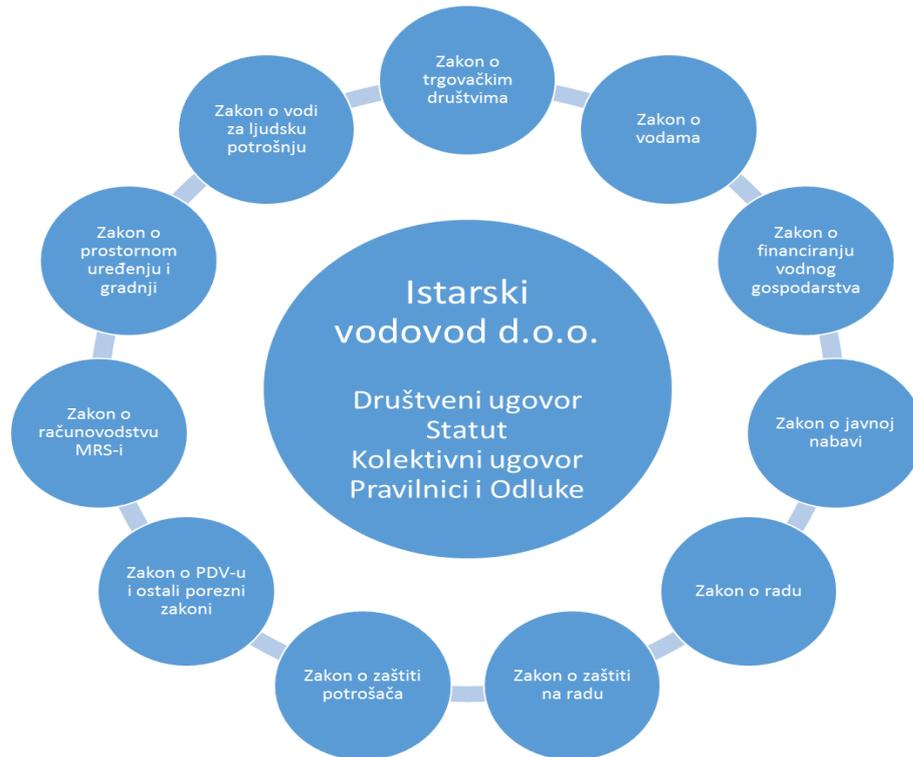 Zakon o
trgovačkim
društvima
Zakon o
vodama
Zakon o
financiranju
vodnog
gospodarstva
Zakon o javnoj
nabavi
Zakon o radu
Zakon o zaštiti
na radu
Zakon o zaštiti
potrošača
Zakon o PDV-u
i ostali porezni
zakoni
Zakon o
računovodstvu
MRS-i
Zakon o
prostornom
uređenju i
gradnji
Zakon o vodi
za ljudsku
potrošnju
Istarski
vodovod d.o.o.
Društveni ugovor
Statut
Kolektivni ugovor
Pravilnici i Odluke